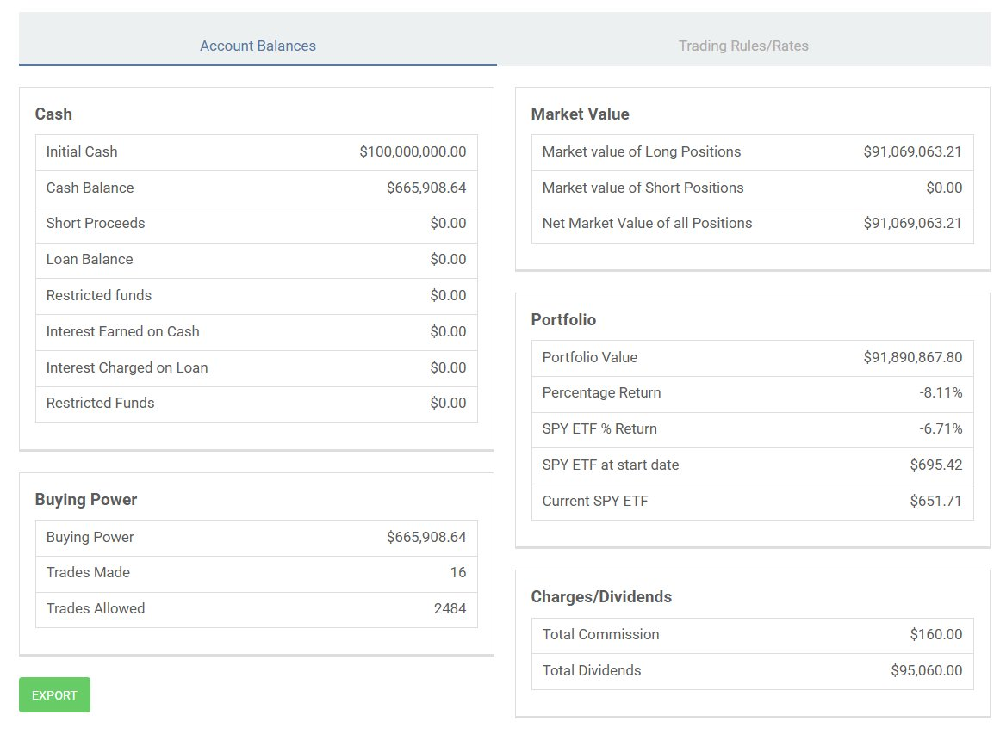 Account Balances
Trading Rules/Rates
Cash
Initial Cash $100,000,000.00
Cash Balance $665,908.64
Short Proceeds $0.00
Loan Balance $0.00
Restricted funds $0.00
Interest Earned on Cash $0.00
Interest Charged on Loan $0.00
Restricted Funds $0.00
Buying Power
Buying Power $665,908.64
Trades Made 16
Trades Allowed 2484
EXPORT
Market Value
Market value of Long Positions $91,069,063.21
Market value of Short Positions $0.00
Net Market Value of all Positions $91,069,063.21
Portfolio
Portfolio Value $91,890,867.80
Percentage Return -8.11%
SPY ETF % Return -6.71%
SPY ETF at start date $695.42
Current SPY ETF $651.71
Charges/Dividends
Total Commission $160.00
Total Dividends $95,060.00